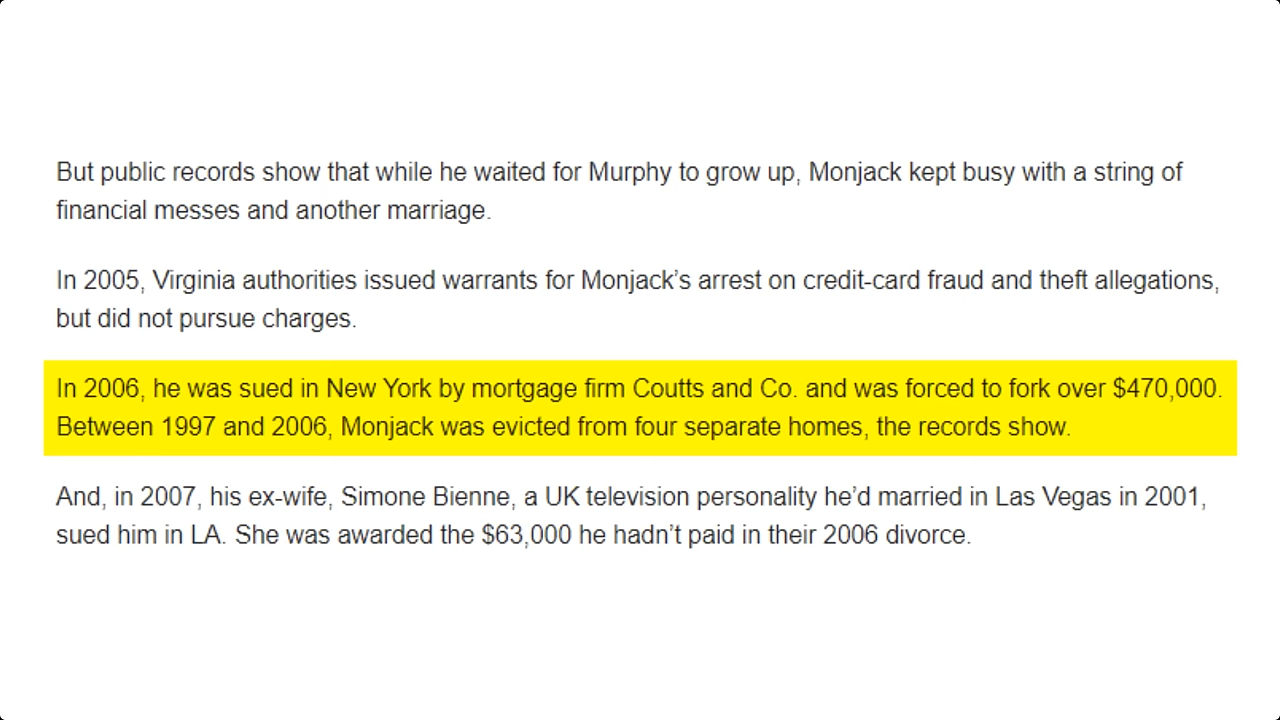 But public records show that while he waited for Murphy to grow up, Monjack kept busy with a string of
financial messes and another marriage.
In 2005, Virginia authorities issued warrants for Monjack’s arrest on credit-card fraud and theft allegations,
but did not pursue charges.
In 2006, he was sued in New York by mortgage firm Coutts and Co. and was forced to fork over $470,000.
Between 1997 and 2006, Monjack was evicted from four separate homes, the records show.
And, in 2007, his ex-wife, Simone Bienne, a UK television personality he’d married in Las Vegas in 2001,
sued him in LA. She was awarded the $63,000 he hadn’t paid in their 2006 divorce.